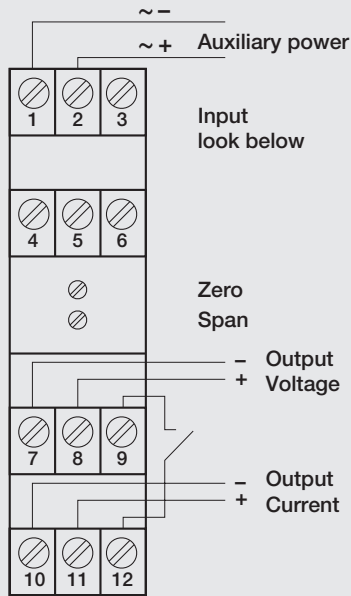 ~ –
~ + Auxiliary power
1 2 3
Input
look below
4 5 6
Zero
Span
– Output
+ Voltage
7 8 9
– Output
+ Current
10 11 12